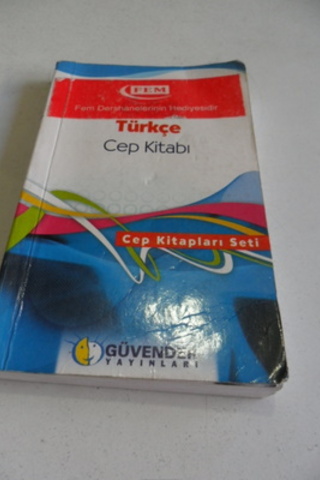 FEM
Fem Dershanelerinin Hediyesidir
Türkçe
Cep Kitabı
Cep Kitapları Seti
GÜVENDER
YAYINLARI